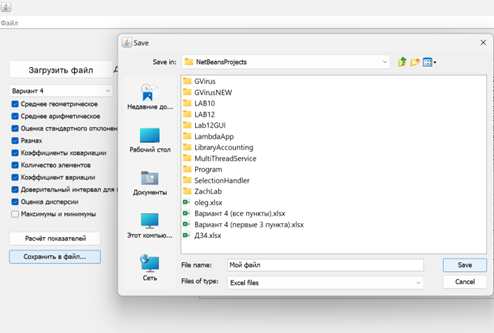 Файл
Загрузить файл
Вариант 4
Среднее геометрическое
Среднее арифметическое
Оценка стандартного отклонен
Размах
Коэффициенты ковариации
Количество элементов
Коэффициент вариации
Доверительный интервал для
Оценка дисперсии
Максимумы и минимумы
Расчёт показателей
Сохранить в файл...
Save
Save in:
NetBeansProjects
Недавние до...
Рабочий стол
Документы
Этот компью...
Сеть
GVirus
GVirusNEW
LAB10
LAB12
Lab12GUI
LambdaApp
LibraryAccounting
MultiThreadService
Program
SelectionHandler
ZachLab
oleg.xlsx
Вариант 4 (все пункты).xlsx
Вариант 4 (первые 3 пункта).xlsx
ДЗ4.xlsx
File name:
Мой файл
Save
Files of type:
Excel files
Cancel